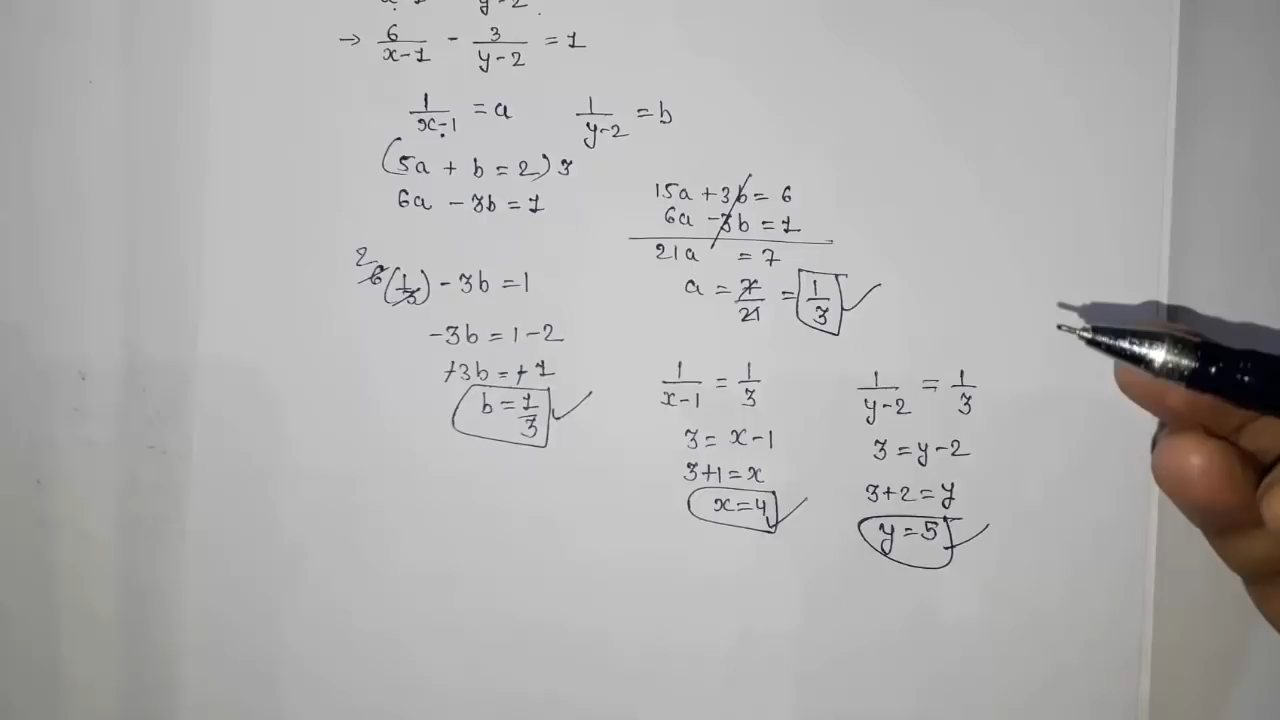 y-2
→ 6/(x-1) - 3/(y-2) = 1
1/(x-1) = a    1/(y-2) = b
(5a + b = 2) 3
6a - 3b = 1
15a + 3b = 6
6a - 3b = 1
21a = 7
a = 7/21 = 1/3 ✓
2
6(1/3) - 3b = 1
-3b = 1-2
+3b = +1
b = 1/3 ✓
1/(x-1) = 1/3
3 = x-1
3+1 = x
x = 4 ✓
1/(y-2) = 1/3
3 = y-2
3+2 = y
y = 5 ✓